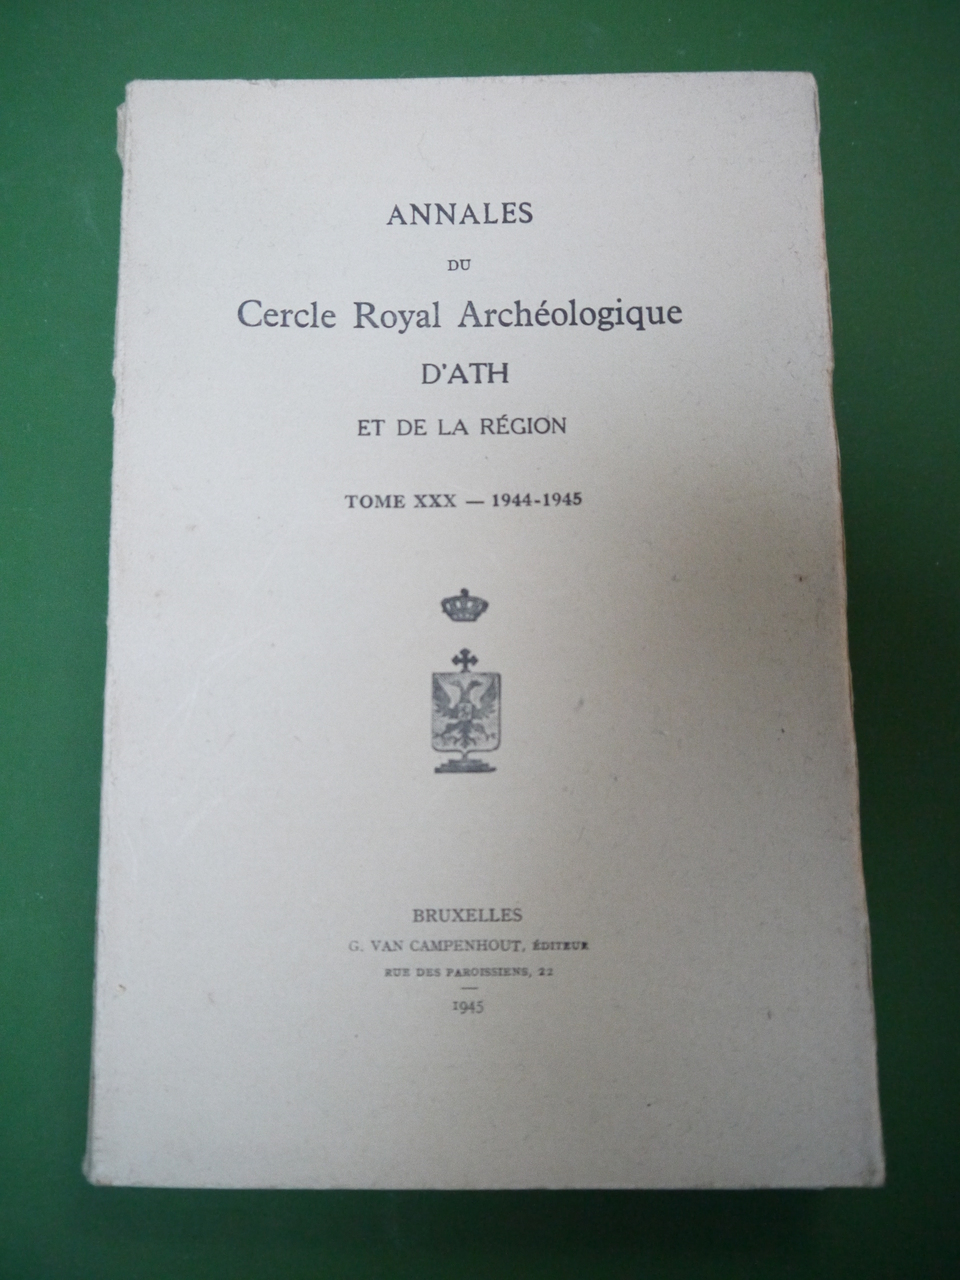 ANNALES
DU
Cercle Royal Archéologique
D'ATH
ET DE LA RÉGION
TOME XXX — 1944-1945
BRUXELLES
G. VAN CAMPENHOUT, ÉDITEUR
RUE DES PAROISSIENS, 22
1945